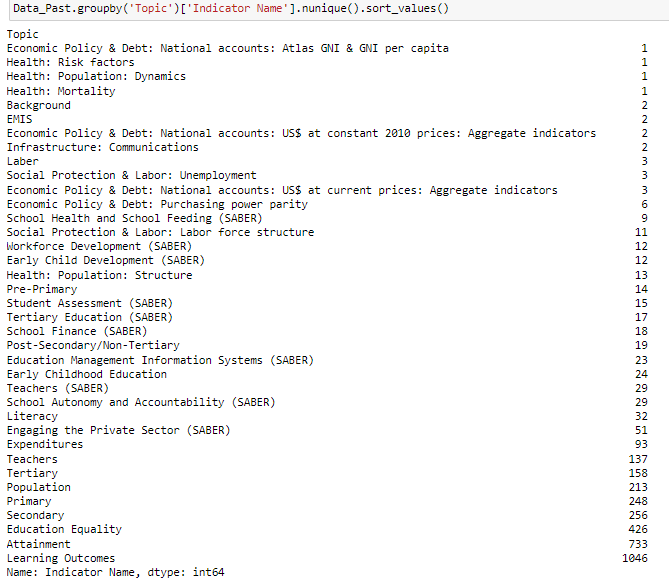 Data_Past.groupby('Topic')['Indicator Name'].nunique().sort_values()
Topic
Economic Policy & Debt: National accounts: Atlas GNI & GNI per capita 1
Health: Risk factors 1
Health: Population: Dynamics 1
Health: Mortality 1
Background 2
EMIS 2
Economic Policy & Debt: National accounts: US$ at constant 2010 prices: Aggregate indicators 2
Infrastructure: Communications 2
Laber 3
Social Protection & Labor: Unemployment 3
Economic Policy & Debt: National accounts: US$ at current prices: Aggregate indicators 3
Economic Policy & Debt: Purchasing power parity 6
School Health and School Feeding (SABER) 9
Social Protection & Labor: Labor force structure 11
Workforce Development (SABER) 12
Early Child Development (SABER) 12
Health: Population: Structure 13
Pre-Primary 14
Student Assessment (SABER) 15
Tertiary Education (SABER) 17
School Finance (SABER) 18
Post-Secondary/Non-Tertiary 19
Education Management Information Systems (SABER) 23
Early Childhood Education 24
Teachers (SABER) 29
School Autonomy and Accountability (SABER) 29
Literacy 32
Engaging the Private Sector (SABER) 51
Expenditures 93
Teachers 137
Tertiary 158
Population 213
Primary 248
Secondary 256
Education Equality 426
Attainment 733
Learning Outcomes 1046
Name: Indicator Name, dtype: int64